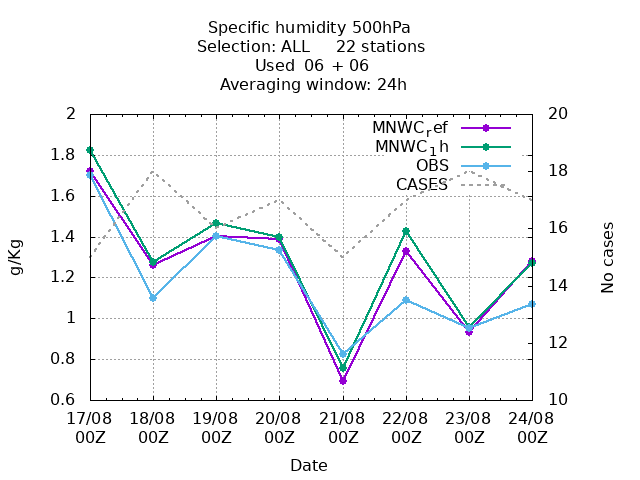 Specific humidity 500hPa
Selection: ALL 22 stations
Used 06 + 06
Averaging window: 24h
2 20
MNWCref
MNWC1h
OBS
CASES
1.8 18
1.6
1.4 16
1.2 14
1
0.8 12
0.6 10
g/Kg
No cases
17/08 18/08 19/08 20/08 21/08 22/08 23/08 24/08
00Z 00Z 00Z 00Z 00Z 00Z 00Z 00Z
Date